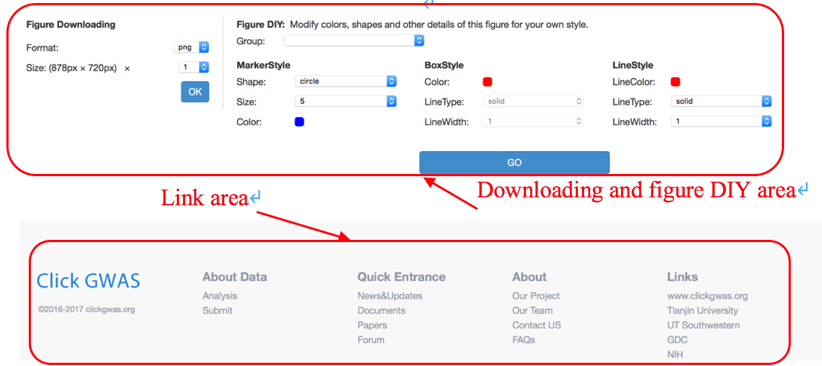 Figure Downloading
Format: png
Size: (878px × 720px) × 1
OK
Figure DIY: Modify colors, shapes and other details of this figure for your own style.
Group:
MarkerStyle
Shape: circle
Size: 5
Color:
BoxStyle
Color:
LineType: solid
LineWidth: 1
LineStyle
LineColor:
LineType: solid
LineWidth: 1
GO
Link area
Downloading and figure DIY area
Click GWAS
©2016-2017 clickgwas.org
About Data
Analysis
Submit
Quick Entrance
News&Updates
Documents
Papers
Forum
About
Our Project
Our Team
Contact US
FAQs
Links
www.clickgwas.org
Tianjin University
UT Southwestern
GDC
NIH